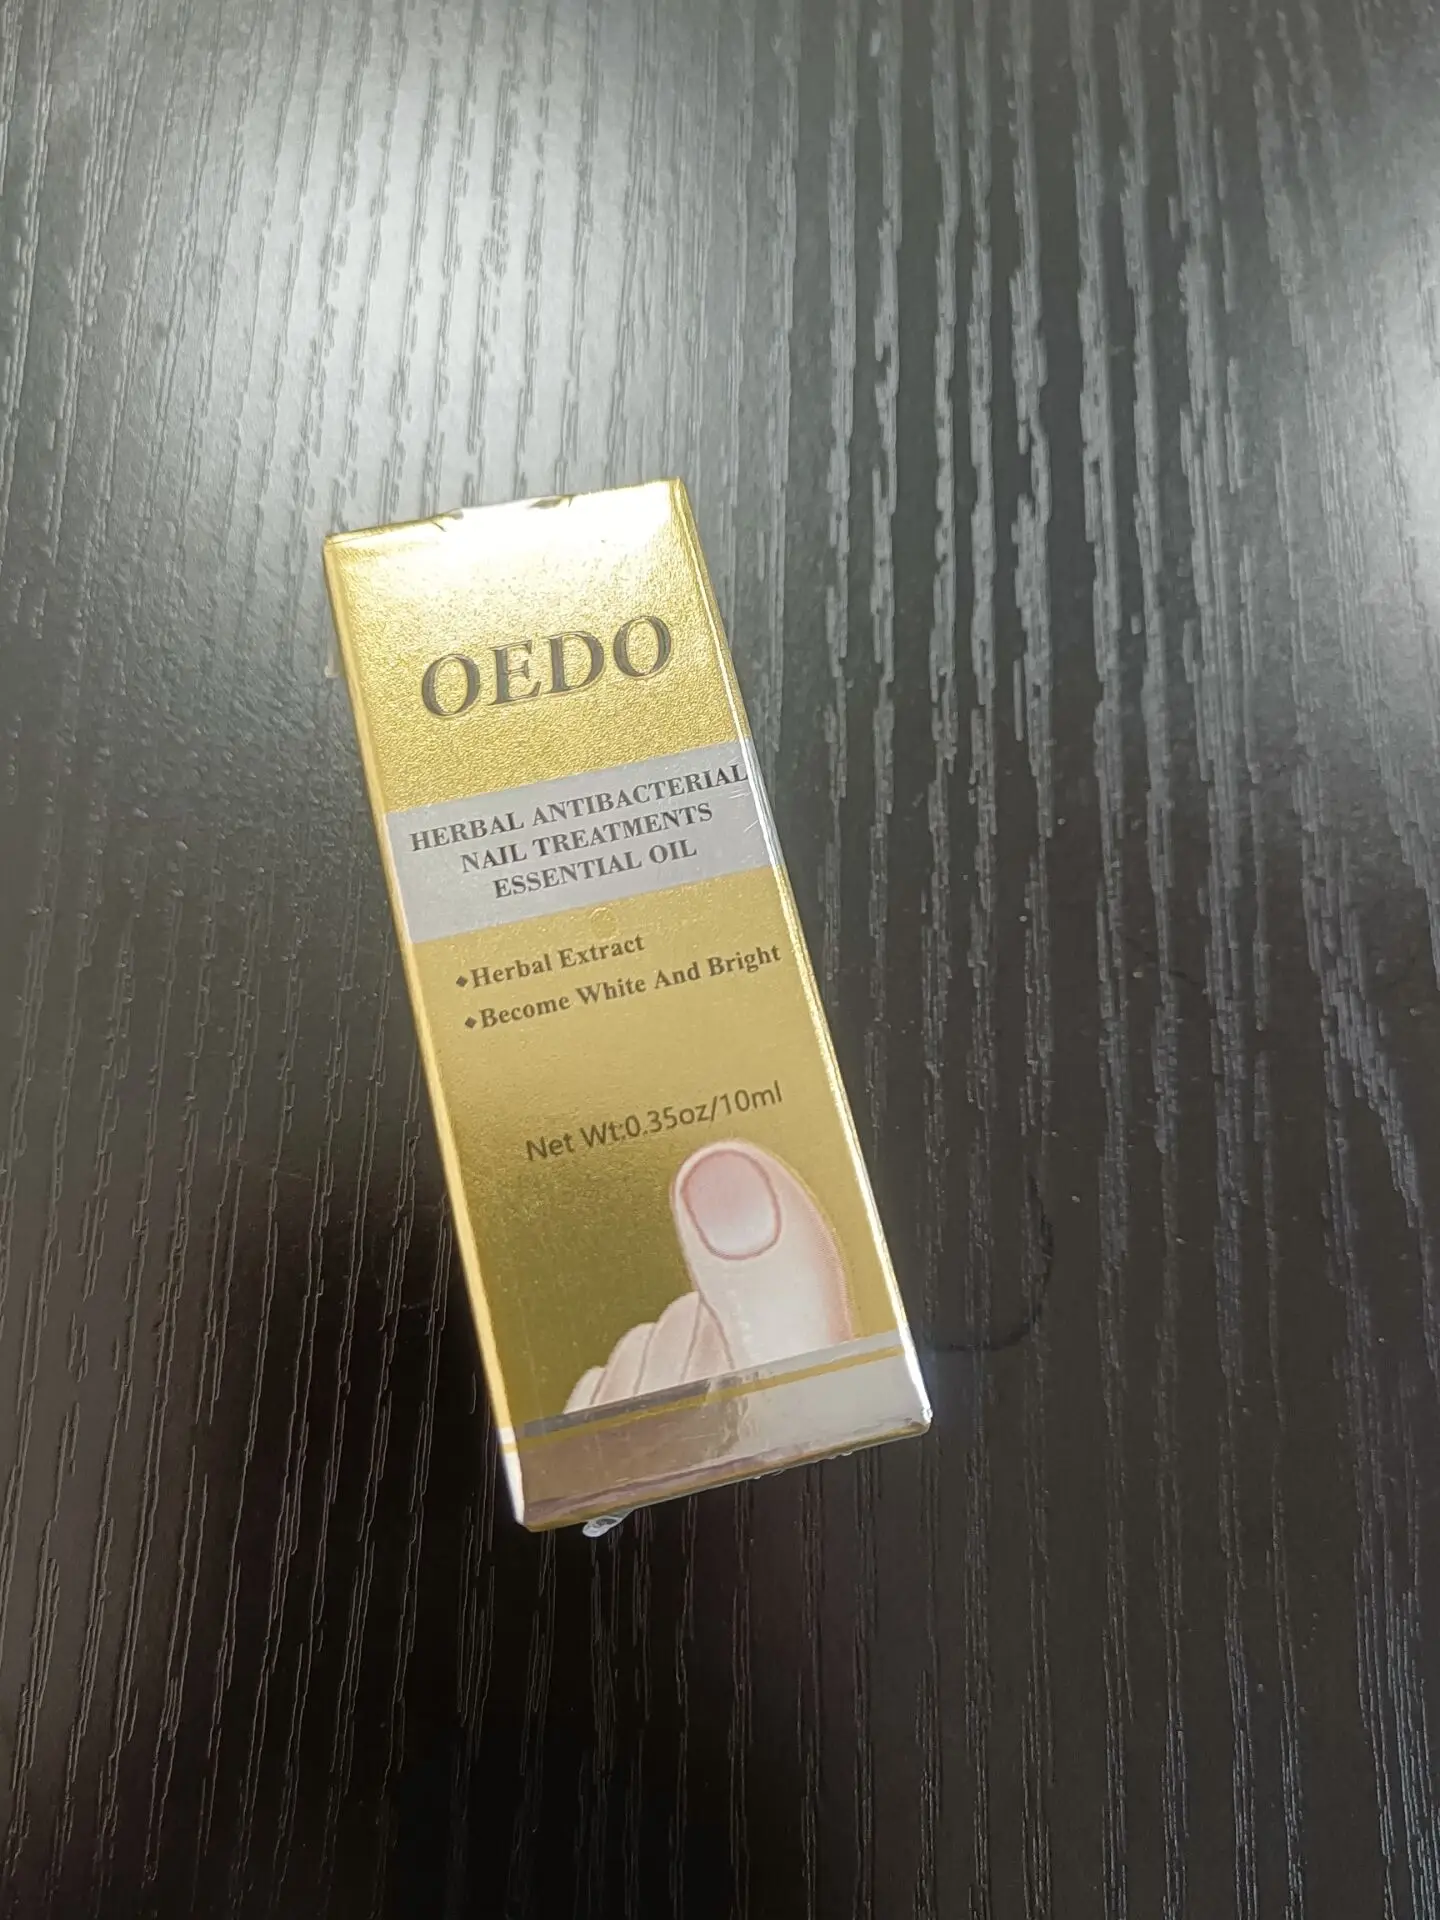 OEDO
HERBAL ANTIBACTERIAL
NAIL TREATMENTS
ESSENTIAL OIL
◆Herbal Extract
◆Become White And Bright
Net Wt:0.35oz/10ml